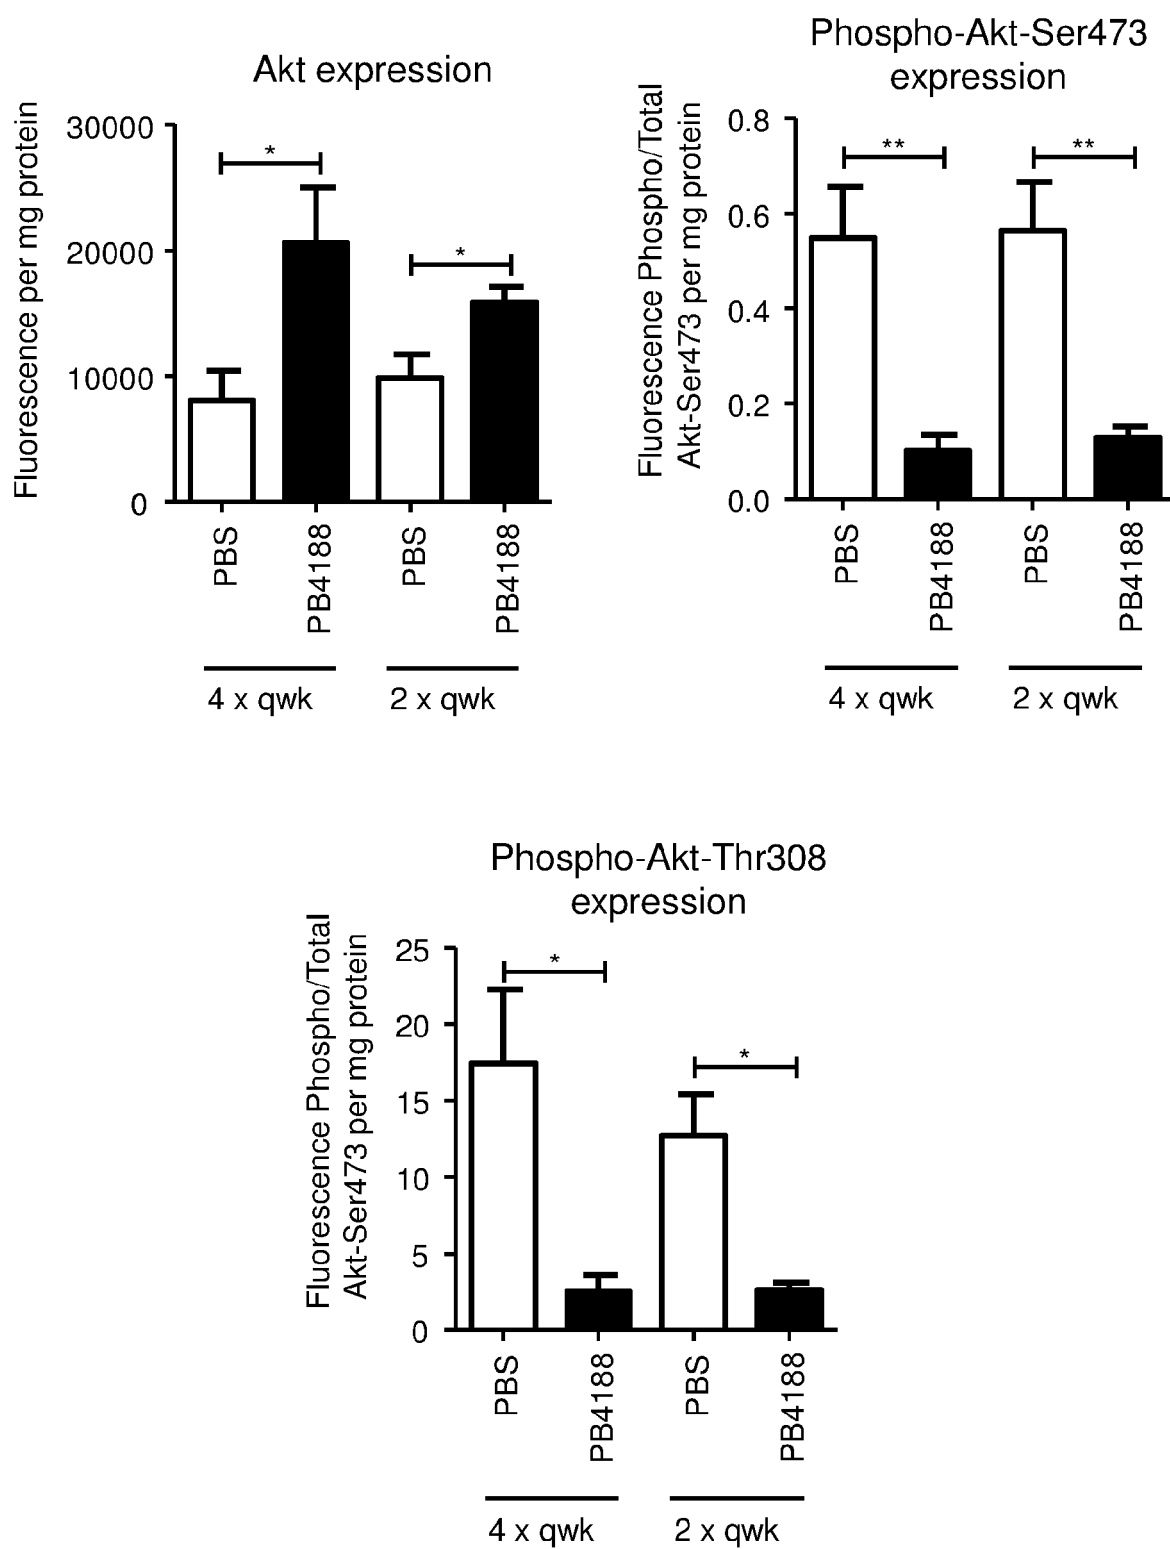 Akt expression
Fluorescence per mg protein
30000
20000
10000
0
*
*
PBS
PB4188
PBS
PB4188
4 x qwk
2 x qwk
Phospho-Akt-Ser473
expression
Fluorescence Phospho/Total
Akt-Ser473 per mg protein
0.8
0.6
0.4
0.2
0.0
**
**
PBS
PB4188
PBS
PB4188
4 x qwk
2 x qwk
Phospho-Akt-Thr308
expression
Fluorescence Phospho/Total
Akt-Ser473 per mg protein
25
20
15
10
5
0
*
*
PBS
PB4188
PBS
PB4188
4 x qwk
2 x qwk